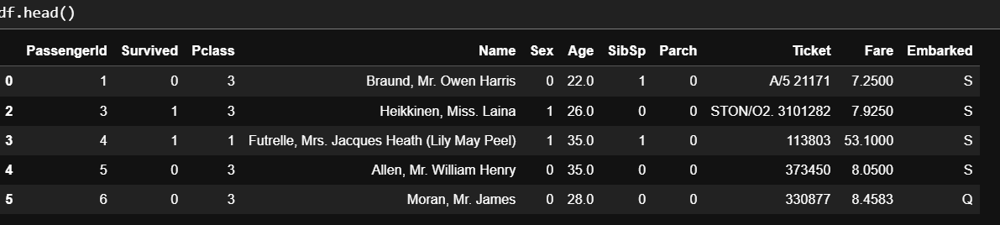 df.head()
PassengerId Survived Pclass Name Sex Age SibSp Parch Ticket Fare Embarked
0 1 0 3 Braund, Mr. Owen Harris 0 22.0 1 0 A/5 21171 7.2500 S
2 3 1 3 Heikkinen, Miss. Laina 1 26.0 0 0 STON/O2. 3101282 7.9250 S
3 4 1 1 Futrelle, Mrs. Jacques Heath (Lily May Peel) 1 35.0 1 0 113803 53.1000 S
4 5 0 3 Allen, Mr. William Henry 0 35.0 0 0 373450 8.0500 S
5 6 0 3 Moran, Mr. James 0 28.0 0 0 330877 8.4583 Q